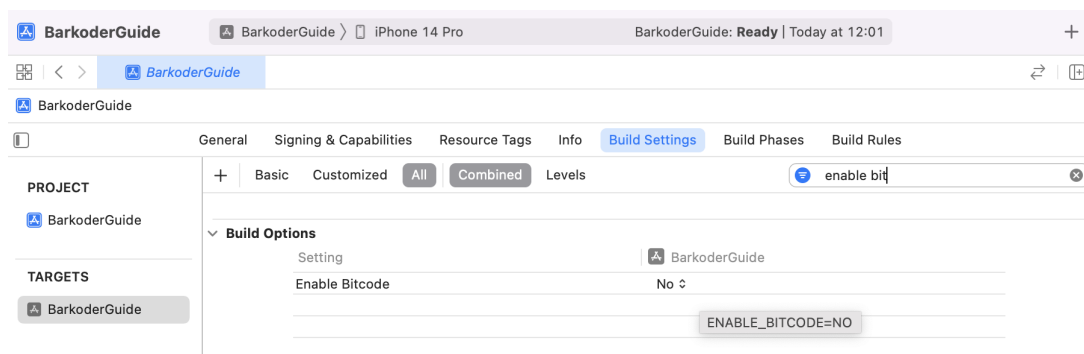 BarkoderGuide
BarkoderGuide 〉 iPhone 14 Pro
BarkoderGuide: Ready | Today at 12:01
BarkoderGuide
BarkoderGuide
General Signing & Capabilities Resource Tags Info Build Settings Build Phases Build Rules
PROJECT
BarkoderGuide
TARGETS
BarkoderGuide
+ Basic Customized All Combined Levels
enable bit
Build Options
Setting BarkoderGuide
Enable Bitcode No
ENABLE_BITCODE=NO